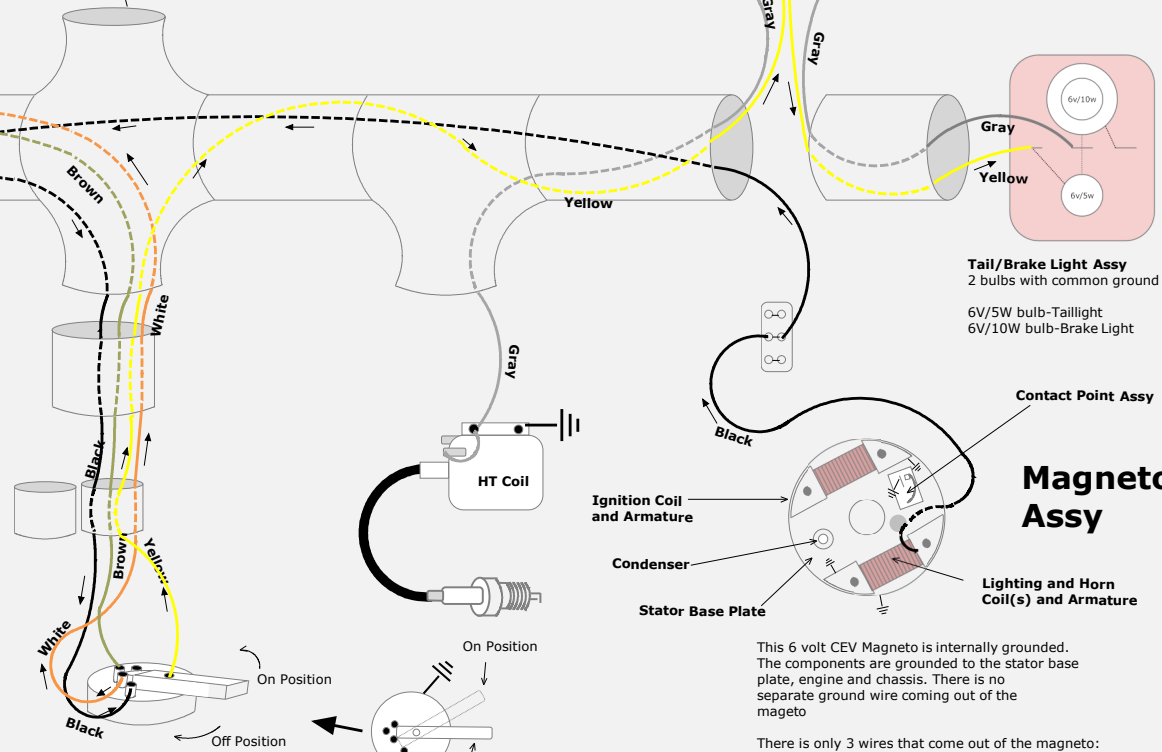 Gray
Gray
6v/10w
Gray
Brown
Yellow
Yellow
6v/5w
Tail/Brake Light Assy
2 bulbs with common ground
6V/5W bulb-Taillight
6V/10W bulb-Brake Light
White
Gray
Contact Point Assy
Black
Black
HT Coil
Magneto
Assy
Ignition Coil
and Armature
Brown
Yellow
Condenser
Lighting and Horn
Coil(s) and Armature
Stator Base Plate
White
On Position
This 6 volt CEV Magneto is internally grounded.
The components are grounded to the stator base
plate, engine and chassis. There is no
separate ground wire coming out of the
mageto
On Position
Black
Off Position
There is only 3 wires that come out of the magneto: